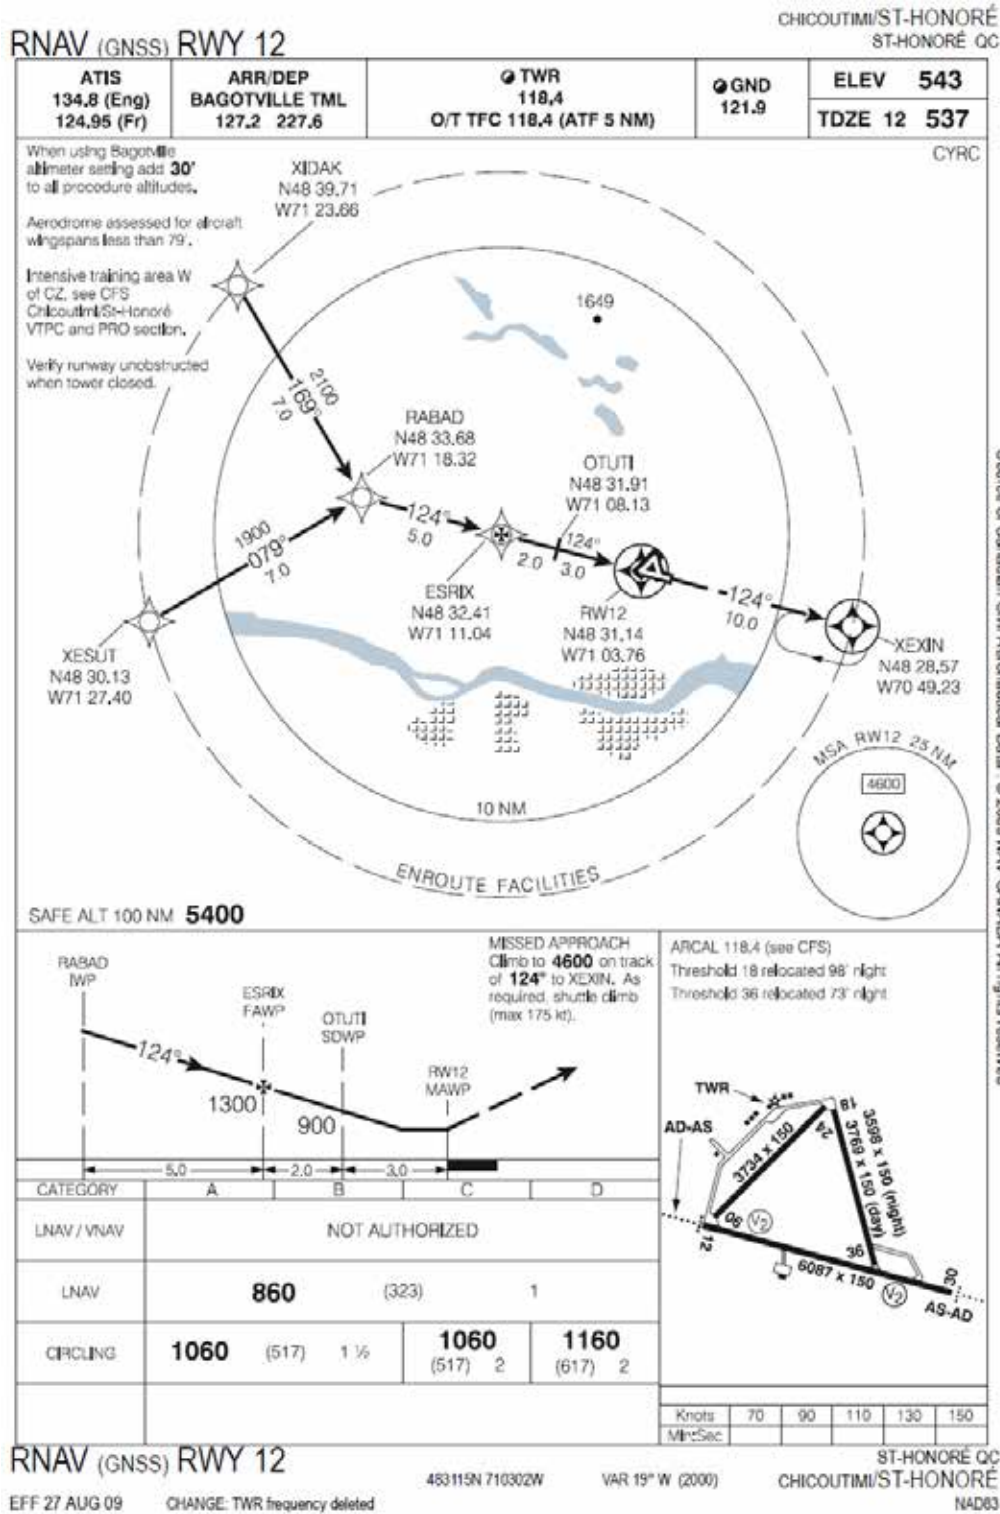 CHICOUTIMI/ST-HONORÉ
RNAV (GNSS) RWY 12
ST-HONORÉ QC
ATIS
134.8 (Eng)
124.95 (Fr)
ARR/DEP
BAGOTVILLE TML
127.2 227.6
TWR
118.4
O/T TFC 118.4 (ATF 5 NM)
GND
121.9
ELEV 543
TDZE 12 537
CYRC
When using Bagotville
altimeter setting add 30'
to all procedure altitudes.
Aerodrome assessed for aircraft
wingspans less than 79'.
Intensive training area W
of CZ, see CFS
Chicoutimi/St-Honoré
VTPC and PRO section.
Verify runway unobstructed
when tower closed.
XIDAK
N48 39.71
W71 23.66
1649
2100
169°
7.0
RABAD
N48 33.68
W71 18.32
OTUTI
N48 31.91
W71 08.13
124°
5.0
124°
2.0
3.0
1900
079°
7.0
ESRIX
N48 32.41
W71 11.04
RW12
N48 31.14
W71 03.76
124°
10.0
XEXIN
N48 28.57
W70 49.23
XESUT
N48 30.13
W71 27.40
MSA RW12 25 NM
4600
10 NM
ENROUTE FACILITIES
SAFE ALT 100 NM 5400
RABAD
IWP
ESRIX
FAWP
OTUTI
SDWP
RW12
MAWP
124°
1300
900
5.0
2.0
3.0
MISSED APPROACH
Climb to 4600 on track
of 124° to XEXIN. As
required, shuttle climb
(max 175 kt).
ARCAL 118.4 (see CFS)
Threshold 18 relocated 98' night
Threshold 36 relocated 73' night
TWR
AD-AS
18
24
3734 x 150
3598 x 150 (night)
3769 x 150 (day)
06
V2
12
36
6087 x 150
V2
30
AS-AD
CATEGORY A B C D
LNAV / VNAV NOT AUTHORIZED
LNAV 860 (323) 1
CIRCLING 1060 (517) 1 ½ 1060 (517) 2 1160 (617) 2
Knots 70 90 110 130 150
Min:Sec
RNAV (GNSS) RWY 12
483115N 710302W
VAR 19° W (2000)
ST-HONORÉ QC
CHICOUTIMI/ST-HONORÉ
EFF 27 AUG 09
CHANGE: TWR frequency deleted
NAD83